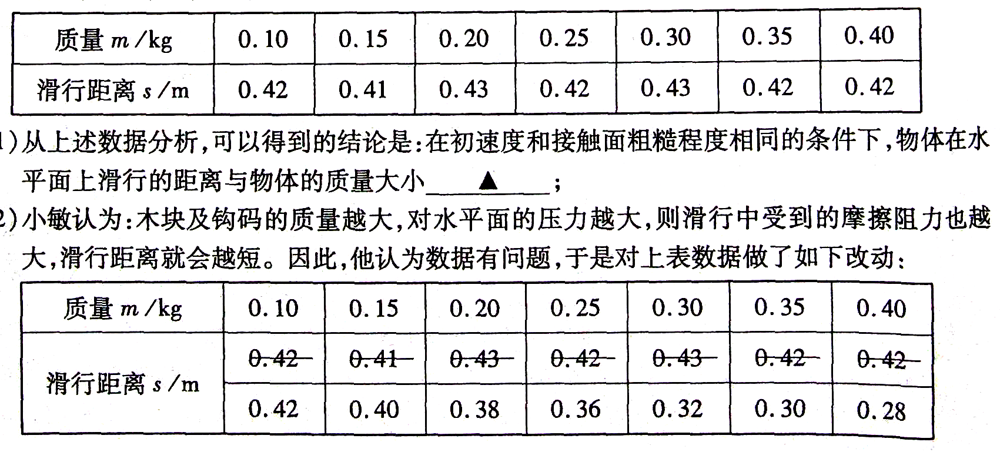 质量 m /kg 0.10 0.15 0.20 0.25 0.30 0.35 0.40
滑行距离 s /m 0.42 0.41 0.43 0.42 0.43 0.42 0.42
1)从上述数据分析,可以得到的结论是:在初速度和接触面粗糙程度相同的条件下,物体在水
平面上滑行的距离与物体的质量大小 ▲ ;
2)小敏认为:木块及钩码的质量越大,对水平面的压力越大,则滑行中受到的摩擦阻力也越
大,滑行距离就会越短。因此,他认为数据有问题,于是对上表数据做了如下改动:
质量 m /kg 0.10 0.15 0.20 0.25 0.30 0.35 0.40
0.42 0.41 0.43 0.42 0.43 0.42 0.42
滑行距离 s /m
0.42 0.40 0.38 0.36 0.32 0.30 0.28